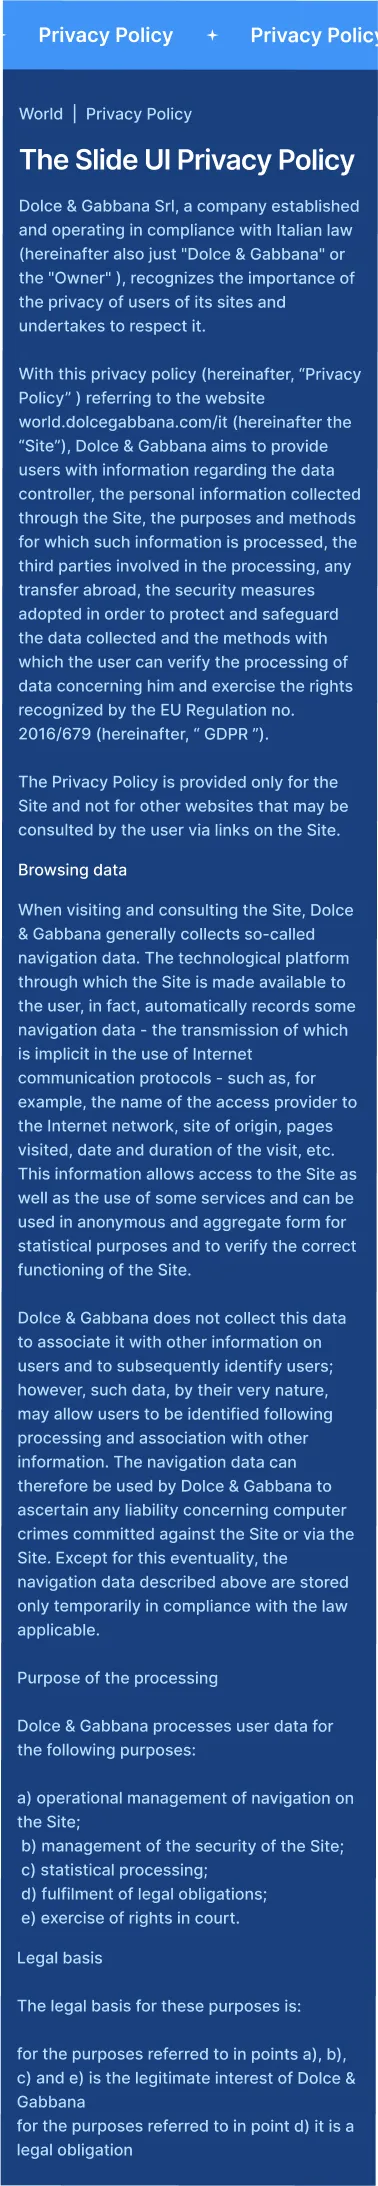 Privacy Policy Privacy Policy
World | Privacy Policy
The Slide UI Privacy Policy
Dolce & Gabbana Srl, a company established
and operating in compliance with Italian law
(hereinafter also just "Dolce & Gabbana" or
the "Owner" ), recognizes the importance of
the privacy of users of its sites and
undertakes to respect it.
With this privacy policy (hereinafter, “Privacy
Policy” ) referring to the website
world.dolcegabbana.com/it (hereinafter the
“Site”), Dolce & Gabbana aims to provide
users with information regarding the data
controller, the personal information collected
through the Site, the purposes and methods
for which such information is processed, the
third parties involved in the processing, any
transfer abroad, the security measures
adopted in order to protect and safeguard
the data collected and the methods with
which the user can verify the processing of
data concerning him and exercise the rights
recognized by the EU Regulation no.
2016/679 (hereinafter, “ GDPR ”).
The Privacy Policy is provided only for the
Site and not for other websites that may be
consulted by the user via links on the Site.
Browsing data
When visiting and consulting the Site, Dolce
& Gabbana generally collects so-called
navigation data. The technological platform
through which the Site is made available to
the user, in fact, automatically records some
navigation data - the transmission of which
is implicit in the use of Internet
communication protocols - such as, for
example, the name of the access provider to
the Internet network, site of origin, pages
visited, date and duration of the visit, etc.
This information allows access to the Site as
well as the use of some services and can be
used in anonymous and aggregate form for
statistical purposes and to verify the correct
functioning of the Site.
Dolce & Gabbana does not collect this data
to associate it with other information on
users and to subsequently identify users;
however, such data, by their very nature,
may allow users to be identified following
processing and association with other
information. The navigation data can
therefore be used by Dolce & Gabbana to
ascertain any liability concerning computer
crimes committed against the Site or via the
Site. Except for this eventuality, the
navigation data described above are stored
only temporarily in compliance with the law
applicable.
Purpose of the processing
Dolce & Gabbana processes user data for
the following purposes:
a) operational management of navigation on
the Site;
b) management of the security of the Site;
c) statistical processing;
d) fulfilment of legal obligations;
e) exercise of rights in court.
Legal basis
The legal basis for these purposes is:
for the purposes referred to in points a), b),
c) and e) is the legitimate interest of Dolce &
Gabbana
for the purposes referred to in point d) it is a
legal obligation